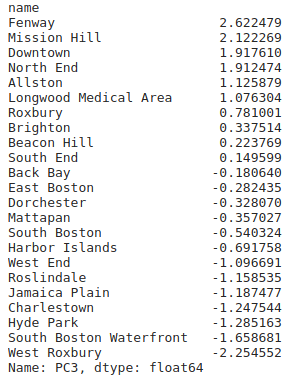 name
Fenway                   2.622479
Mission Hill             2.122269
Downtown                 1.917610
North End                1.912474
Allston                  1.125879
Longwood Medical Area    1.076304
Roxbury                  0.781001
Brighton                 0.337514
Beacon Hill              0.223769
South End                0.149599
Back Bay                -0.180640
East Boston             -0.282435
Dorchester              -0.328070
Mattapan                -0.357027
South Boston            -0.540324
Harbor Islands          -0.691758
West End                -1.096691
Roslindale              -1.158535
Jamaica Plain           -1.187477
Charlestown             -1.247544
Hyde Park               -1.285163
South Boston Waterfront -1.658681
West Roxbury            -2.254552
Name: PC3, dtype: float64